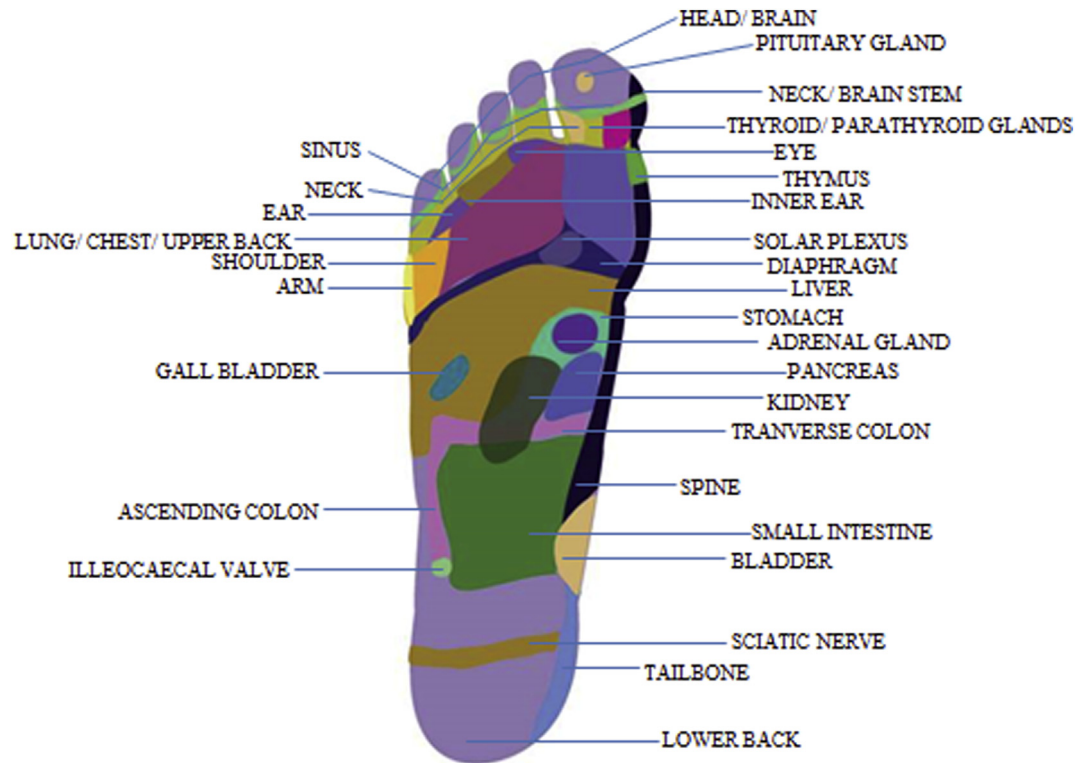 HEAD/ BRAIN
PITUITARY GLAND
NECK/ BRAIN STEM
THYROID/ PARATHYROID GLANDS
SINUS
EYE
THYMUS
NECK
INNER EAR
EAR
LUNG/ CHEST/ UPPER BACK
SOLAR PLEXUS
SHOULDER
DIAPHRAGM
ARM
LIVER
STOMACH
ADRENAL GLAND
GALL BLADDER
PANCREAS
KIDNEY
TRANVERSE COLON
SPINE
ASCENDING COLON
SMALL INTESTINE
BLADDER
ILLEOCAECAL VALVE
SCIATIC NERVE
TAILBONE
LOWER BACK